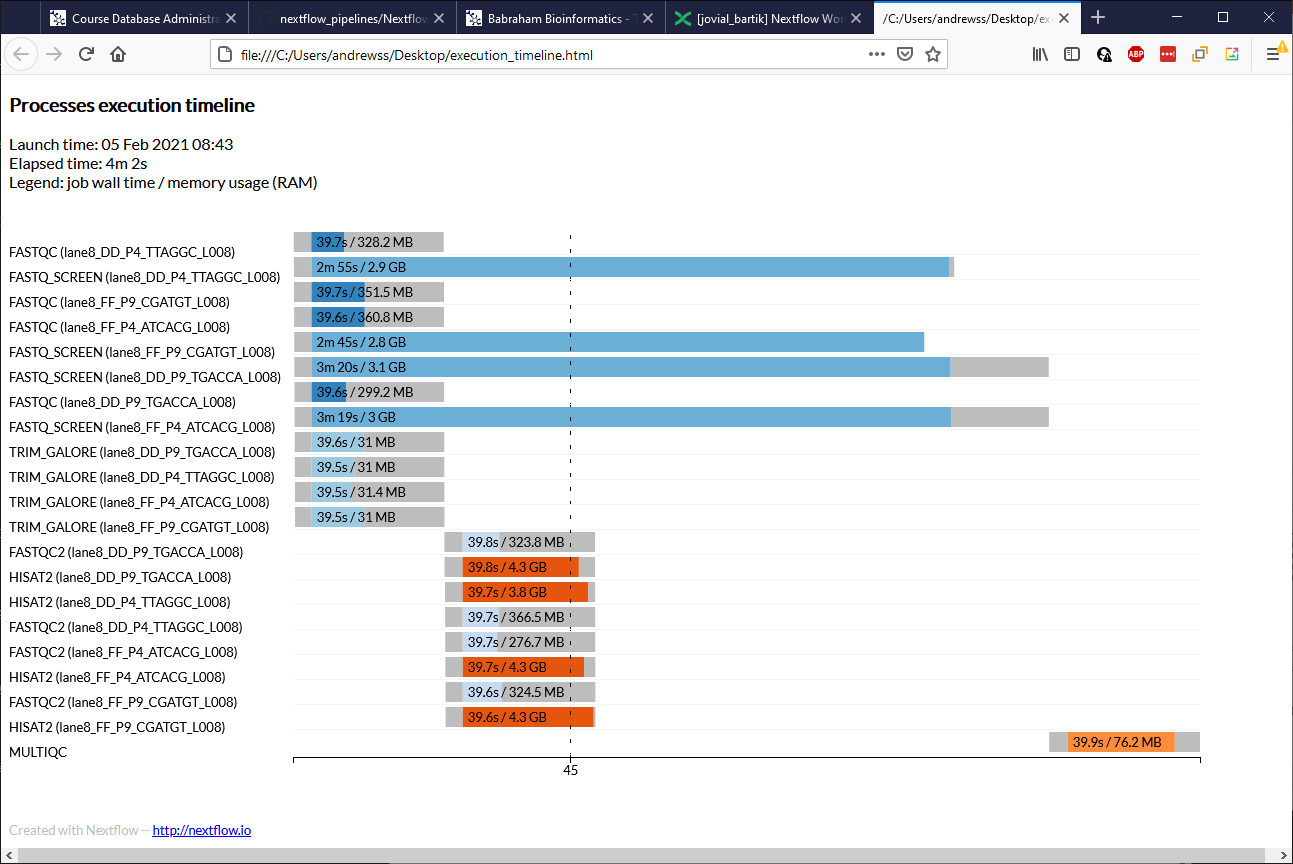 Course Database Administra
nextflow_pipelines/Nextflow
Babraham Bioinformatics - T
[jovial_bartik] Nextflow Wor
/C:/Users/andrewss/Desktop/exe
file:///C:/Users/andrewss/Desktop/execution_timeline.html
ABP
Processes execution timeline
Launch time: 05 Feb 2021 08:43
Elapsed time: 4m 2s
Legend: job wall time / memory usage (RAM)
FASTQC (lane8_DD_P4_TTAGGC_L008) 39.7s / 328.2 MB
FASTQ_SCREEN (lane8_DD_P4_TTAGGC_L008) 2m 55s / 2.9 GB
FASTQC (lane8_FF_P9_CGATGT_L008) 39.7s / 351.5 MB
FASTQC (lane8_FF_P4_ATCACG_L008) 39.6s / 360.8 MB
FASTQ_SCREEN (lane8_FF_P9_CGATGT_L008) 2m 45s / 2.8 GB
FASTQ_SCREEN (lane8_DD_P9_TGACCA_L008) 3m 20s / 3.1 GB
FASTQC (lane8_DD_P9_TGACCA_L008) 39.6s / 299.2 MB
FASTQ_SCREEN (lane8_FF_P4_ATCACG_L008) 3m 19s / 3 GB
TRIM_GALORE (lane8_DD_P9_TGACCA_L008) 39.6s / 31 MB
TRIM_GALORE (lane8_DD_P4_TTAGGC_L008) 39.5s / 31 MB
TRIM_GALORE (lane8_FF_P4_ATCACG_L008) 39.5s / 31.4 MB
TRIM_GALORE (lane8_FF_P9_CGATGT_L008) 39.5s / 31 MB
FASTQC2 (lane8_DD_P9_TGACCA_L008) 39.8s / 323.8 MB
HISAT2 (lane8_DD_P9_TGACCA_L008) 39.8s / 4.3 GB
HISAT2 (lane8_DD_P4_TTAGGC_L008) 39.7s / 3.8 GB
FASTQC2 (lane8_DD_P4_TTAGGC_L008) 39.7s / 366.5 MB
FASTQC2 (lane8_FF_P4_ATCACG_L008) 39.7s / 276.7 MB
HISAT2 (lane8_FF_P4_ATCACG_L008) 39.7s / 4.3 GB
FASTQC2 (lane8_FF_P9_CGATGT_L008) 39.6s / 324.5 MB
HISAT2 (lane8_FF_P9_CGATGT_L008) 39.6s / 4.3 GB
MULTIQC 39.9s / 76.2 MB
45
Created with Nextflow -- http://nextflow.io